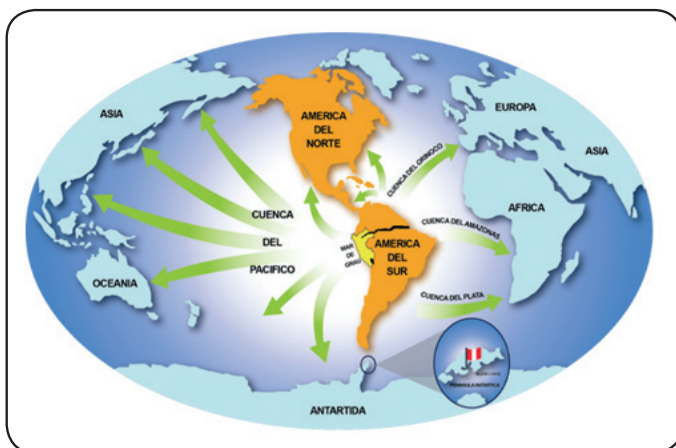 ASIA
AMERICA
DEL
NORTE
EUROPA
ASIA
CUENCA DEL ORINOCO
AFRICA
CUENCA
DEL
PACIFICO
CUENCA DEL AMAZONAS
MAR
DE
GRAU
AMERICA
DEL
SUR
OCEANIA
CUENCA DEL PLATA
PENINSULA ANTARTICA
ANTARTIDA